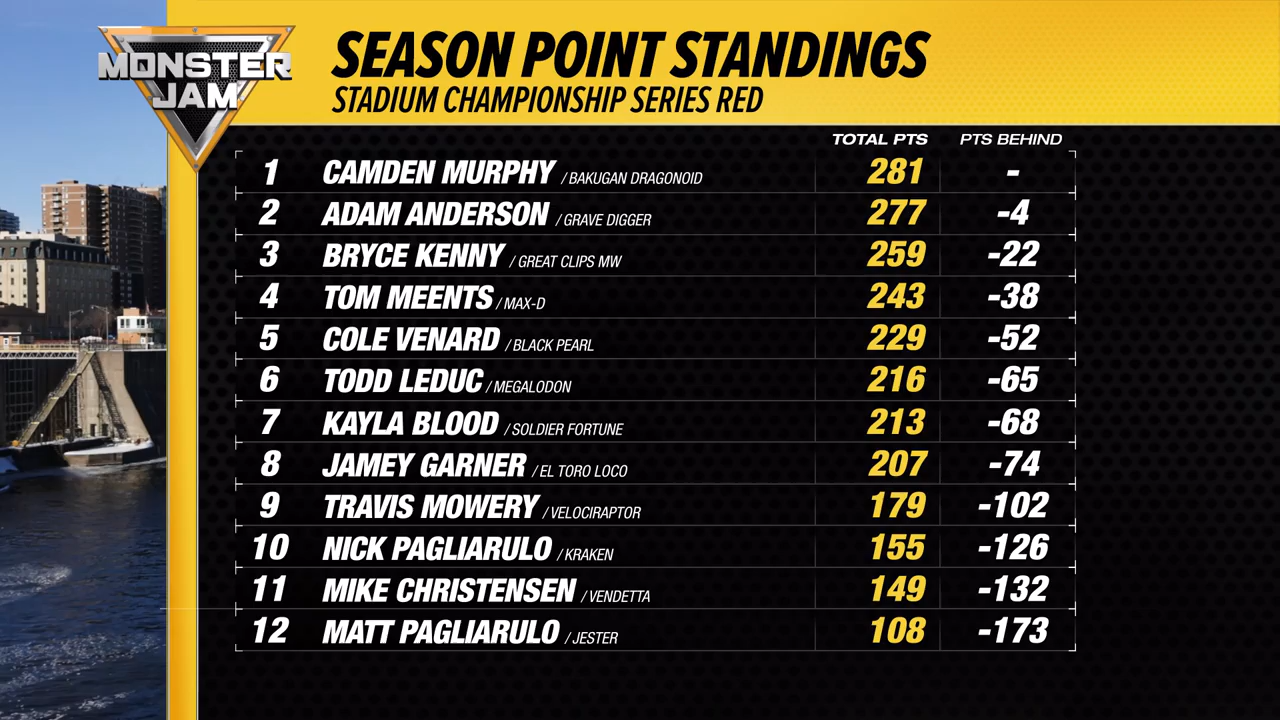 MONSTER
JAM
SEASON POINT STANDINGS
STADIUM CHAMPIONSHIP SERIES RED
TOTAL PTS PTS BEHIND
1 CAMDEN MURPHY / BAKUGAN DRAGONOID 281 -
2 ADAM ANDERSON / GRAVE DIGGER 277 -4
3 BRYCE KENNY / GREAT CLIPS MW 259 -22
4 TOM MEENTS / MAX-D 243 -38
5 COLE VENARD / BLACK PEARL 229 -52
6 TODD LEDUC / MEGALODON 216 -65
7 KAYLA BLOOD / SOLDIER FORTUNE 213 -68
8 JAMEY GARNER / EL TORO LOCO 207 -74
9 TRAVIS MOWERY / VELOCIRAPTOR 179 -102
10 NICK PAGLIARULO / KRAKEN 155 -126
11 MIKE CHRISTENSEN / VENDETTA 149 -132
12 MATT PAGLIARULO / JESTER 108 -173